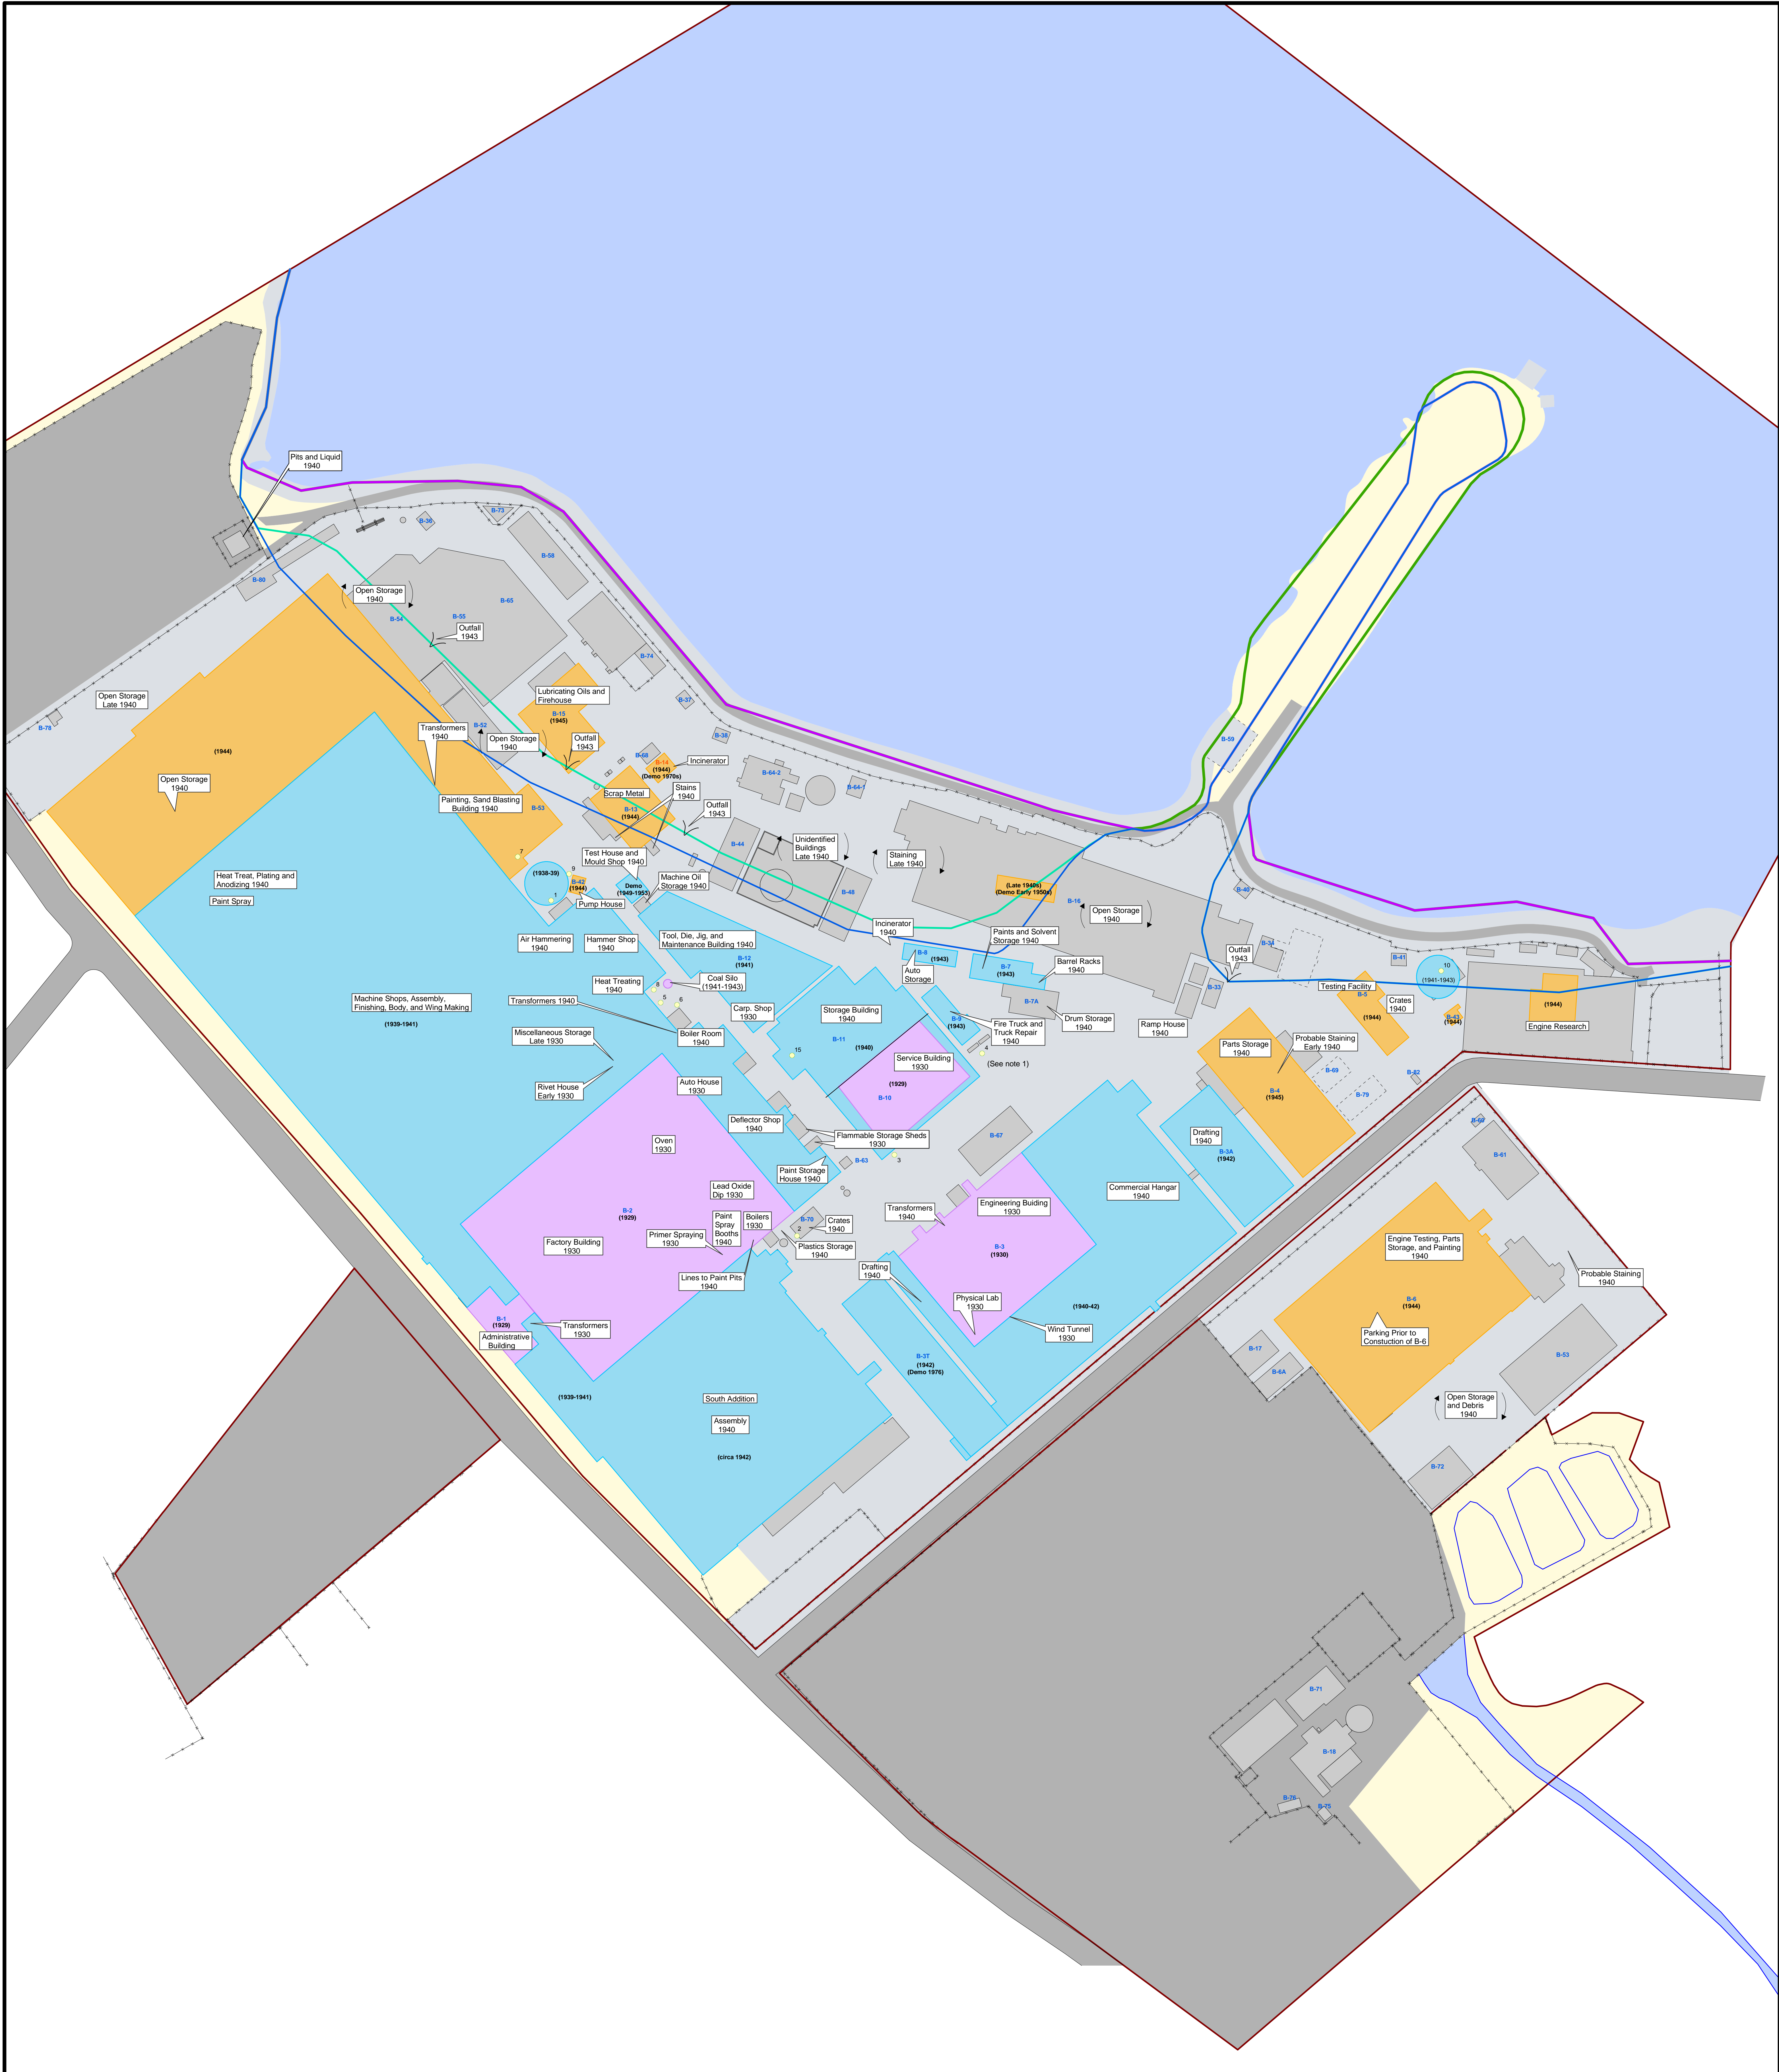 Pits and Liquid
1940
B-36
B-73
B-58
B-80
Open Storage
1940
B-65
B-54
B-55
Outfall
1943
B-74
Open Storage
Late 1940
B-78
Lubricating Oils and
Firehouse
B-15
(1945)
B-37
B-52
Transformers
1940
Open Storage
1940
Outfall
1943
B-38
(1944)
B-68
B-14
(1944)
(Demo 1970s)
Incinerator
B-64-2
B-64-1
Open Storage
1940
Stains
1940
Scrap Metal
Painting, Sand Blasting
Building 1940
B-53
B-13
(1944)
Outfall
1943
Unidentified
Buildings
Late 1940
B-44
Staining
Late 1940
7
Test House and
Mould Shop 1940
B-59
(1938-39)
9
B-42
(1944)
Demo
(1949-1953)
Machine Oil
Storage 1940
Heat Treat, Plating and
Anodizing 1940
Paint Spray
1
Pump House
B-48
(Late 1940s)
(Demo Early 1950s)
B-16
B-40
Open Storage
1940
Incinerator
1940
Air Hammering
1940
Hammer Shop
1940
Tool, Die, Jig, and
Maintenance Building 1940
B-12
(1941)
Paints and Solvent
Storage 1940
B-8
(1943)
Auto
Storage
B-7
(1943)
Barrel Racks
1940
B-34
Outfall
1943
B-41
10
(1941-1943)
Heat Treating
1940
8
Coal Silo
(1941-1943)
5
6
B-33
Testing Facility
B-5
(1944)
Crates
1940
B-43
(1944)
(1944)
Engine Research
Machine Shops, Assembly,
Finishing, Body, and Wing Making
(1939-1941)
Transformers 1940
Carp. Shop
1930
Storage Building
1940
B-7A
Drum Storage
1940
Fire Truck and
Truck Repair
1940
B-9
(1943)
Ramp House
1940
Miscellaneous Storage
Late 1930
Boiler Room
1940
B-11
(1940)
15
4
(See note 1)
Service Building
1930
Parts Storage
1940
Probable Staining
Early 1940
Rivet House
Early 1930
Auto House
1930
(1929)
B-10
B-69
B-82
B-4
(1945)
B-79
Deflector Shop
1940
Flammable Storage Sheds
1930
B-67
Drafting
1940
B-60
Oven
1930
3
B-63
B-3A
(1942)
B-61
Paint Storage
House 1940
Lead Oxide
Dip 1930
Commercial Hangar
1940
B-2
(1929)
Transformers
1940
Engineering Buiding
1930
Factory Building
1930
Primer Spraying
1930
Paint
Spray
Booths
1940
Boilers
1930
B-70
2
Crates
1940
Plastics Storage
1940
B-3
(1930)
Engine Testing, Parts
Storage, and Painting
1940
Lines to Paint Pits
1940
Drafting
1940
Probable Staining
1940
Physical Lab
1930
(1940-42)
B-6
(1944)
B-1
(1929)
Administrative
Building
Transformers
1930
Wind Tunnel
1930
Parking Prior to
Constuction of B-6
B-3T
(1942)
(Demo 1976)
B-17
B-6A
B-53
(1939-1941)
South Addition
Open Storage
and Debris
1940
Assembly
1940
(circa 1942)
B-72
B-71
B-18
B-76
B-75